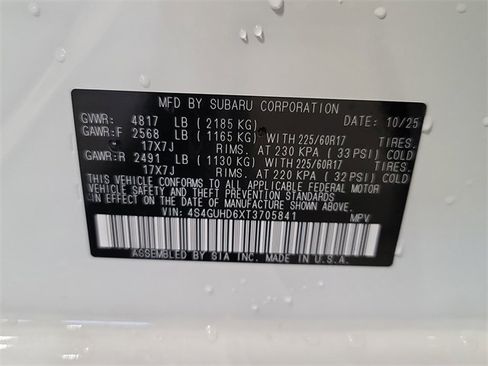 MFD BY SUBARU CORPORATION
GVWR: 4817 LB (2185 KG) DATE: 10/25
GAWR:F 2568 LB (1165 KG) WITH 225/60R17 TIRES.
17X7J RIMS. AT 230 KPA (33 PSI) COLD
GAWR:R 2491 LB (1130 KG) WITH 225/60R17 TIRES.
17X7J RIMS. AT 220 KPA (32 PSI) COLD
THIS VEHICLE CONFORMS TO ALL APPLICABLE FEDERAL MOTOR
VEHICLE SAFETY AND THEFT PREVENTION STANDARDS
IN EFFECT ON THE DATE OF MANUFACTURE SHOWN ABOVE.
VIN: 4S4GUHD6XT3705841 MPV
ASSEMBLED BY SIA INC. MADE IN U.S.A.